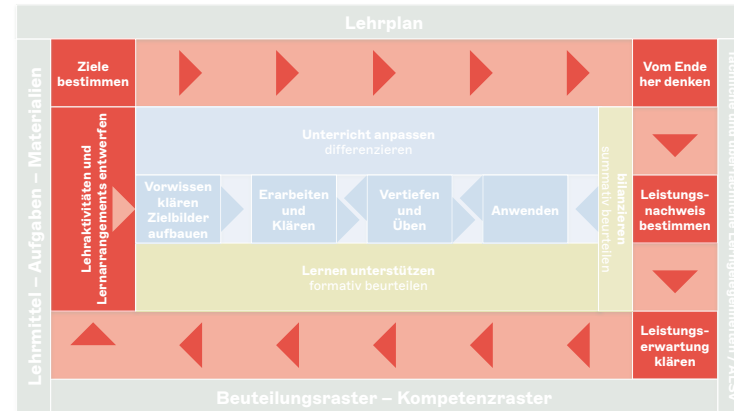 Lehrplan
Lehrmittel – Aufgaben – Materialien
Ziele
bestimmen
Vom Ende
her denken
Lehraktivitäten und
Lernarrangements entwerfen
Unterricht anpassen
differenzieren
Vorwissen
klären
Zielbilder
aufbauen
Erarbeiten
und
Klären
Vertiefen
und
Üben
Anwenden
bilanzieren
summativ beurteilen
Leistungs-
nachweis
bestimmen
Lernen unterstützen
formativ beurteilen
Leistungs-
erwartung
klären
Beuteilungsraster – Kompetenzraster